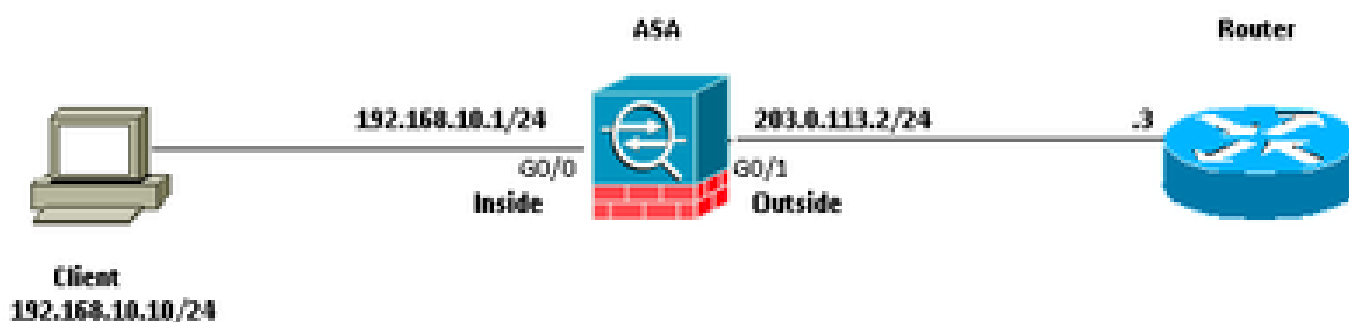 ASA
Router
192.168.10.1/24
203.0.113.2/24
.3
G0/0
G0/1
Inside
Outside
Client
192.168.10.10/24